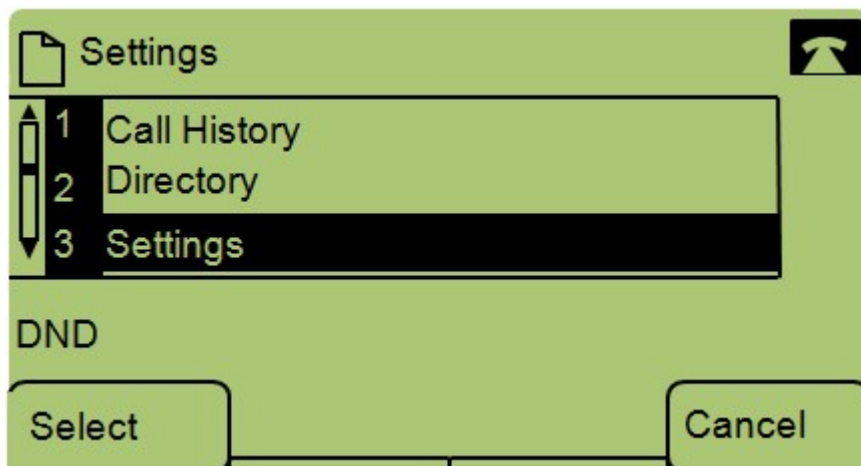 Settings
1 Call History
2 Directory
3 Settings
DND
Select Cancel